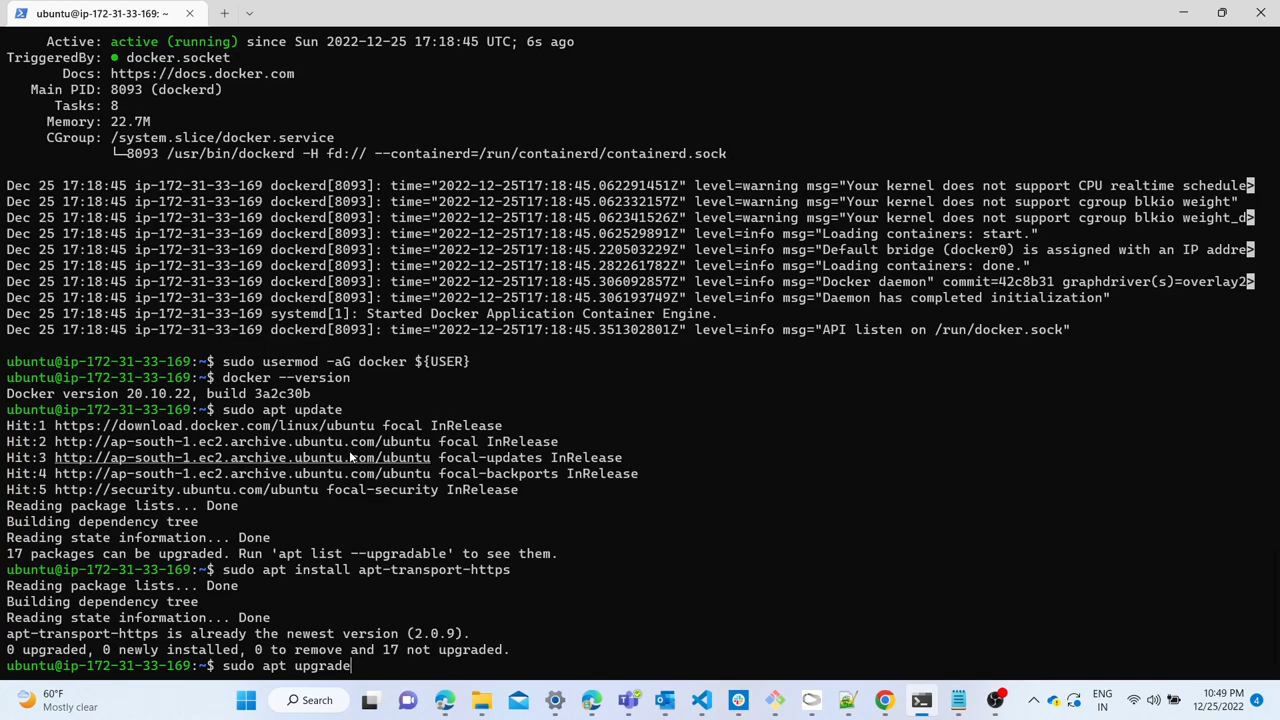 ubuntu@ip-172-31-33-169: ~
Active: active (running) since Sun 2022-12-25 17:18:45 UTC; 6s ago
TriggeredBy: ● docker.socket
Docs: https://docs.docker.com
Main PID: 8093 (dockerd)
Tasks: 8
Memory: 22.7M
CGroup: /system.slice/docker.service
└─8093 /usr/bin/dockerd -H fd:// --containerd=/run/containerd/containerd.sock
Dec 25 17:18:45 ip-172-31-33-169 dockerd[8093]: time="2022-12-25T17:18:45.062291451Z" level=warning msg="Your kernel does not support CPU realtime schedule>
Dec 25 17:18:45 ip-172-31-33-169 dockerd[8093]: time="2022-12-25T17:18:45.062332157Z" level=warning msg="Your kernel does not support cgroup blkio weight"
Dec 25 17:18:45 ip-172-31-33-169 dockerd[8093]: time="2022-12-25T17:18:45.062341526Z" level=warning msg="Your kernel does not support cgroup blkio weight_d>
Dec 25 17:18:45 ip-172-31-33-169 dockerd[8093]: time="2022-12-25T17:18:45.062529891Z" level=info msg="Loading containers: start."
Dec 25 17:18:45 ip-172-31-33-169 dockerd[8093]: time="2022-12-25T17:18:45.220503229Z" level=info msg="Default bridge (docker0) is assigned with an IP addre>
Dec 25 17:18:45 ip-172-31-33-169 dockerd[8093]: time="2022-12-25T17:18:45.282261782Z" level=info msg="Loading containers: done."
Dec 25 17:18:45 ip-172-31-33-169 dockerd[8093]: time="2022-12-25T17:18:45.306092857Z" level=info msg="Docker daemon" commit=42c8b31 graphdriver(s)=overlay2>
Dec 25 17:18:45 ip-172-31-33-169 dockerd[8093]: time="2022-12-25T17:18:45.306193749Z" level=info msg="Daemon has completed initialization"
Dec 25 17:18:45 ip-172-31-33-169 systemd[1]: Started Docker Application Container Engine.
Dec 25 17:18:45 ip-172-31-33-169 dockerd[8093]: time="2022-12-25T17:18:45.351302801Z" level=info msg="API listen on /run/docker.sock"
ubuntu@ip-172-31-33-169:~$ sudo usermod -aG docker ${USER}
ubuntu@ip-172-31-33-169:~$ docker --version
Docker version 20.10.22, build 3a2c30b
ubuntu@ip-172-31-33-169:~$ sudo apt update
Hit:1 https://download.docker.com/linux/ubuntu focal InRelease
Hit:2 http://ap-south-1.ec2.archive.ubuntu.com/ubuntu focal InRelease
Hit:3 http://ap-south-1.ec2.archive.ubuntu.com/ubuntu focal-updates InRelease
Hit:4 http://ap-south-1.ec2.archive.ubuntu.com/ubuntu focal-backports InRelease
Hit:5 http://security.ubuntu.com/ubuntu focal-security InRelease
Reading package lists... Done
Building dependency tree
Reading state information... Done
17 packages can be upgraded. Run 'apt list --upgradable' to see them.
ubuntu@ip-172-31-33-169:~$ sudo apt install apt-transport-https
Reading package lists... Done
Building dependency tree
Reading state information... Done
apt-transport-https is already the newest version (2.0.9).
0 upgraded, 0 newly installed, 0 to remove and 17 not upgraded.
ubuntu@ip-172-31-33-169:~$ sudo apt upgrade
60°F
Mostly clear
Search
ENG
IN
10:49 PM
12/25/2022
4